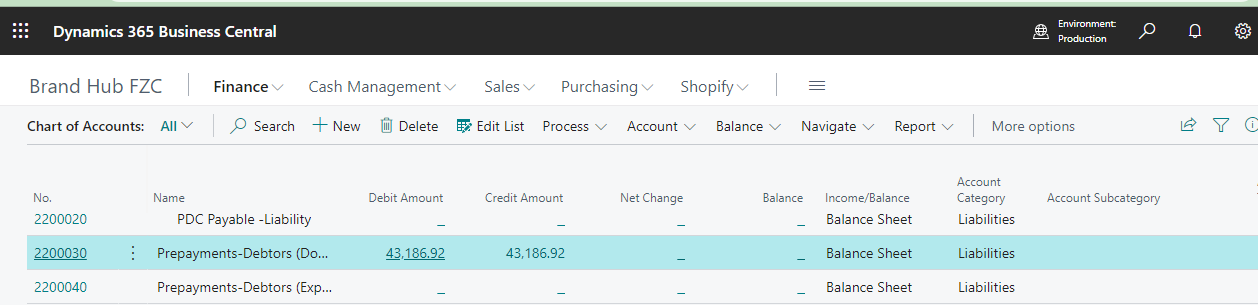 Dynamics 365 Business Central
Environment:
Production
Brand Hub FZC Finance Cash Management Sales Purchasing Shopify
Chart of Accounts: All Search New Delete Edit List Process Account Balance Navigate Report More options
No. Name Debit Amount Credit Amount Net Change Balance Income/Balance Account Category Account Subcategory
2200020 PDC Payable -Liability _ _ _ _ Balance Sheet Liabilities
2200030 Prepayments-Debtors (Do... 43,186.92 43,186.92 _ _ Balance Sheet Liabilities
2200040 Prepayments-Debtors (Exp... _ _ _ _ Balance Sheet Liabilities